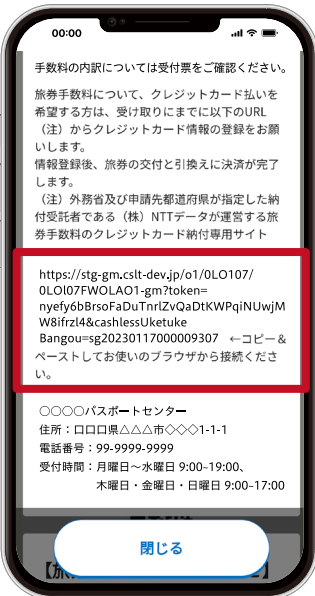 00:00
手数料の内訳については受付票をご確認ください。
旅券手数料について、クレジットカード払いを
希望する方は、受け取りにまでに以下のURL
（注）からクレジットカード情報の登録をお願
いします。
情報登録後、旅券の交付と引換えに決済が完了
します。
（注）外務省及び申請先都道府県が指定した納
付受託者である（株）NTTデータが運営する旅
券手数料のクレジットカード納付専用サイト
https://stg-gm.cslt-dev.jp/o1/0LO107/
0LOl07FWOLAO1-gm?token=
nyefy6bBrsoFaDuTnrlZvQaDtKWPqiNUwjM
W8ifrzl4&cashlessUketuke
Bangou=sg20230117000009307　←コピー＆
ペーストしてお使いのブラウザから接続くださ
い。
○○○○パスポートセンター
住所：口口口県△△△市◇◇◇1-1-1
電話番号：99-9999-9999
受付時間：月曜日～水曜日 9:00~19:00、
木曜日・金曜日・日曜日 9:00~17:00
閉じる